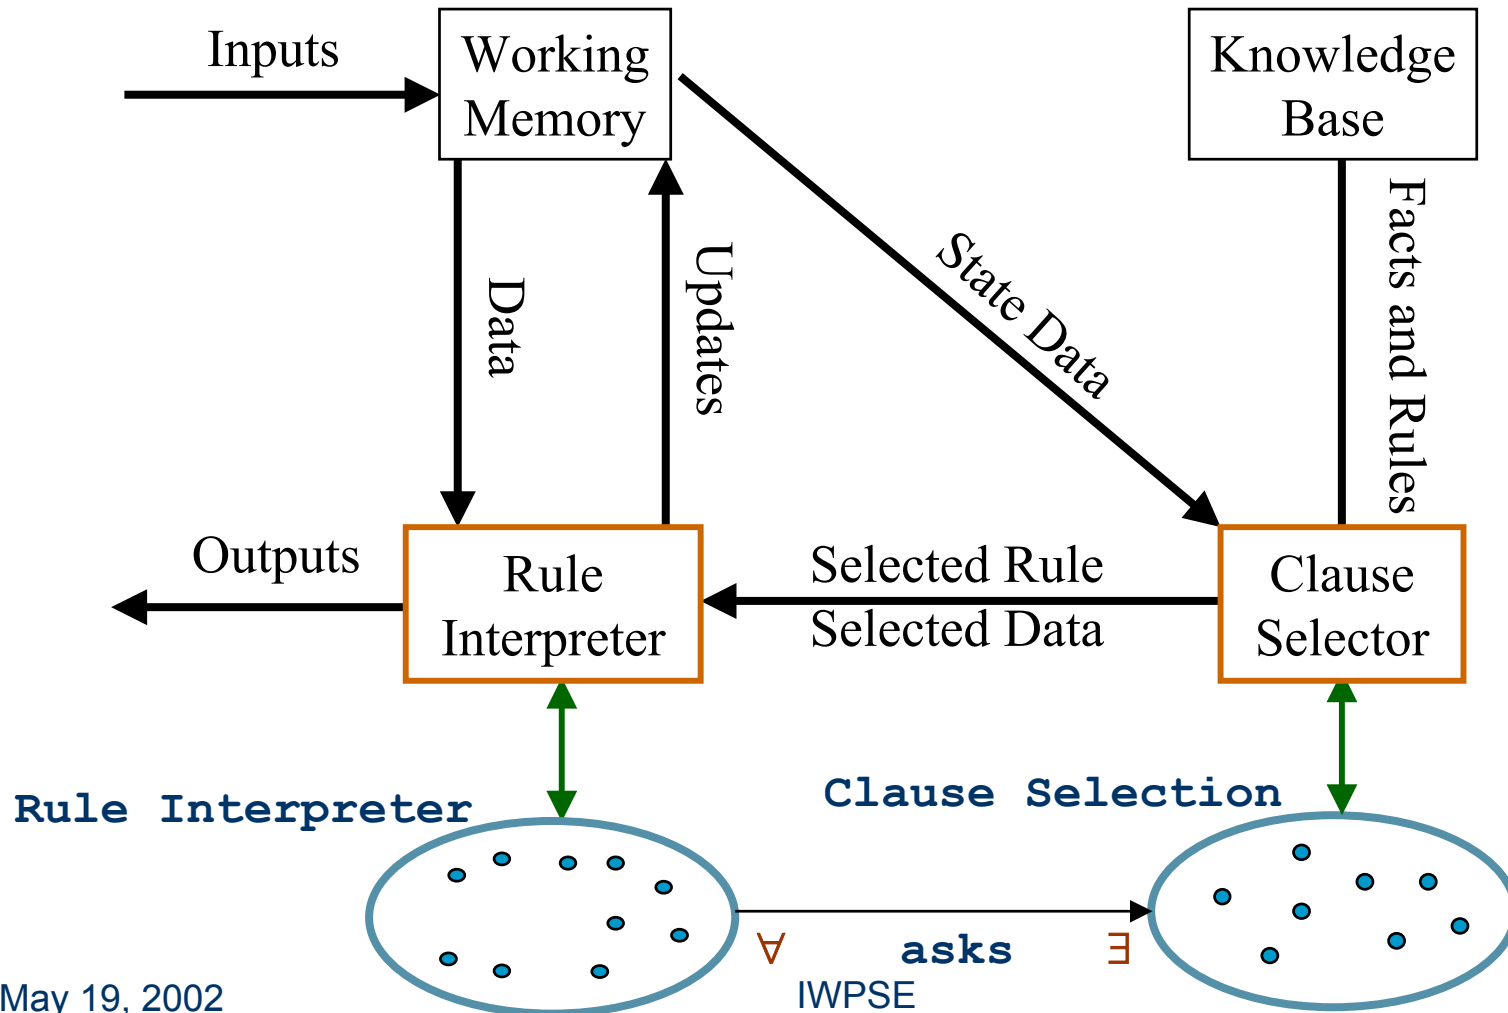 Inputs
Working
Memory
Knowledge
Base
Data
Updates
State Data
Facts and Rules
Outputs
Rule
Interpreter
Selected Rule
Selected Data
Clause
Selector
Rule Interpreter
Clause Selection
∀ asks ∃
May 19, 2002
IWPSE